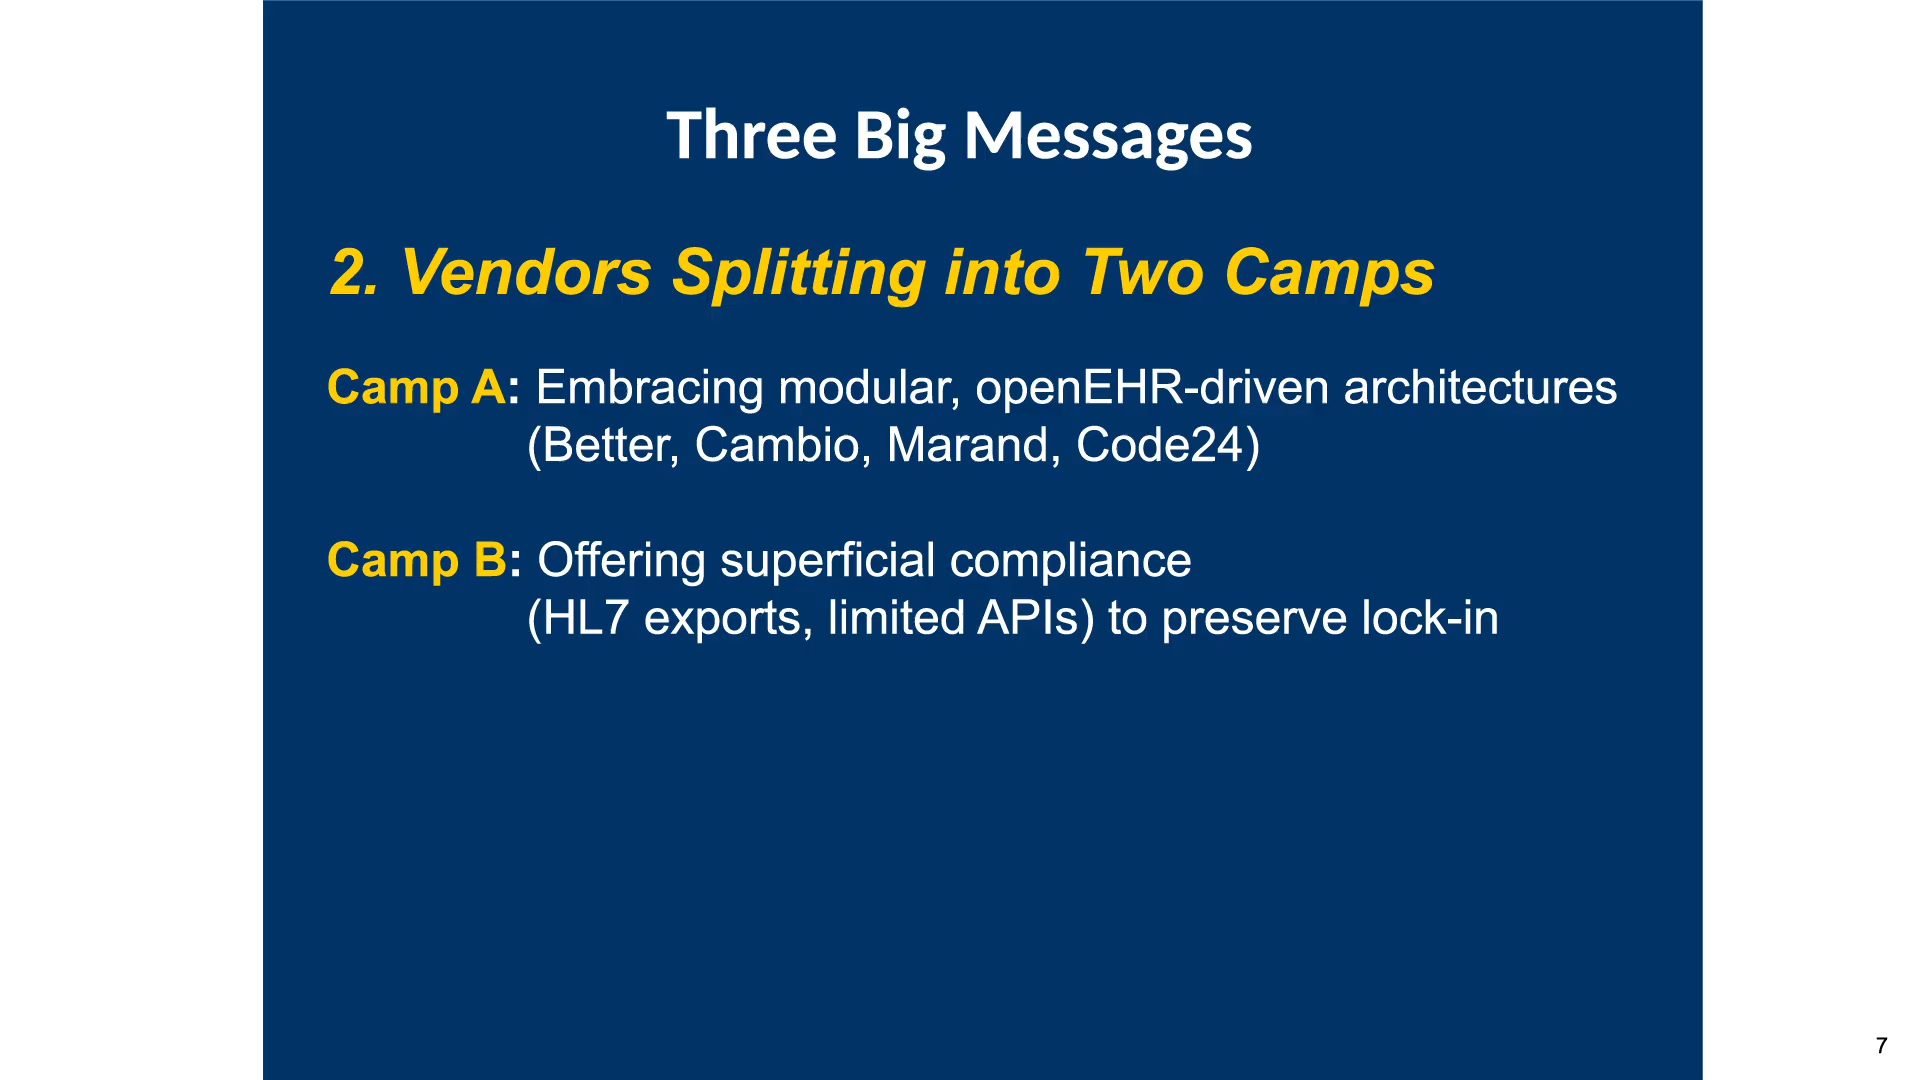 Three Big Messages
2. Vendors Splitting into Two Camps
Camp A: Embracing modular, openEHR-driven architectures
(Better, Cambio, Marand, Code24)
Camp B: Offering superficial compliance
(HL7 exports, limited APIs) to preserve lock-in
7